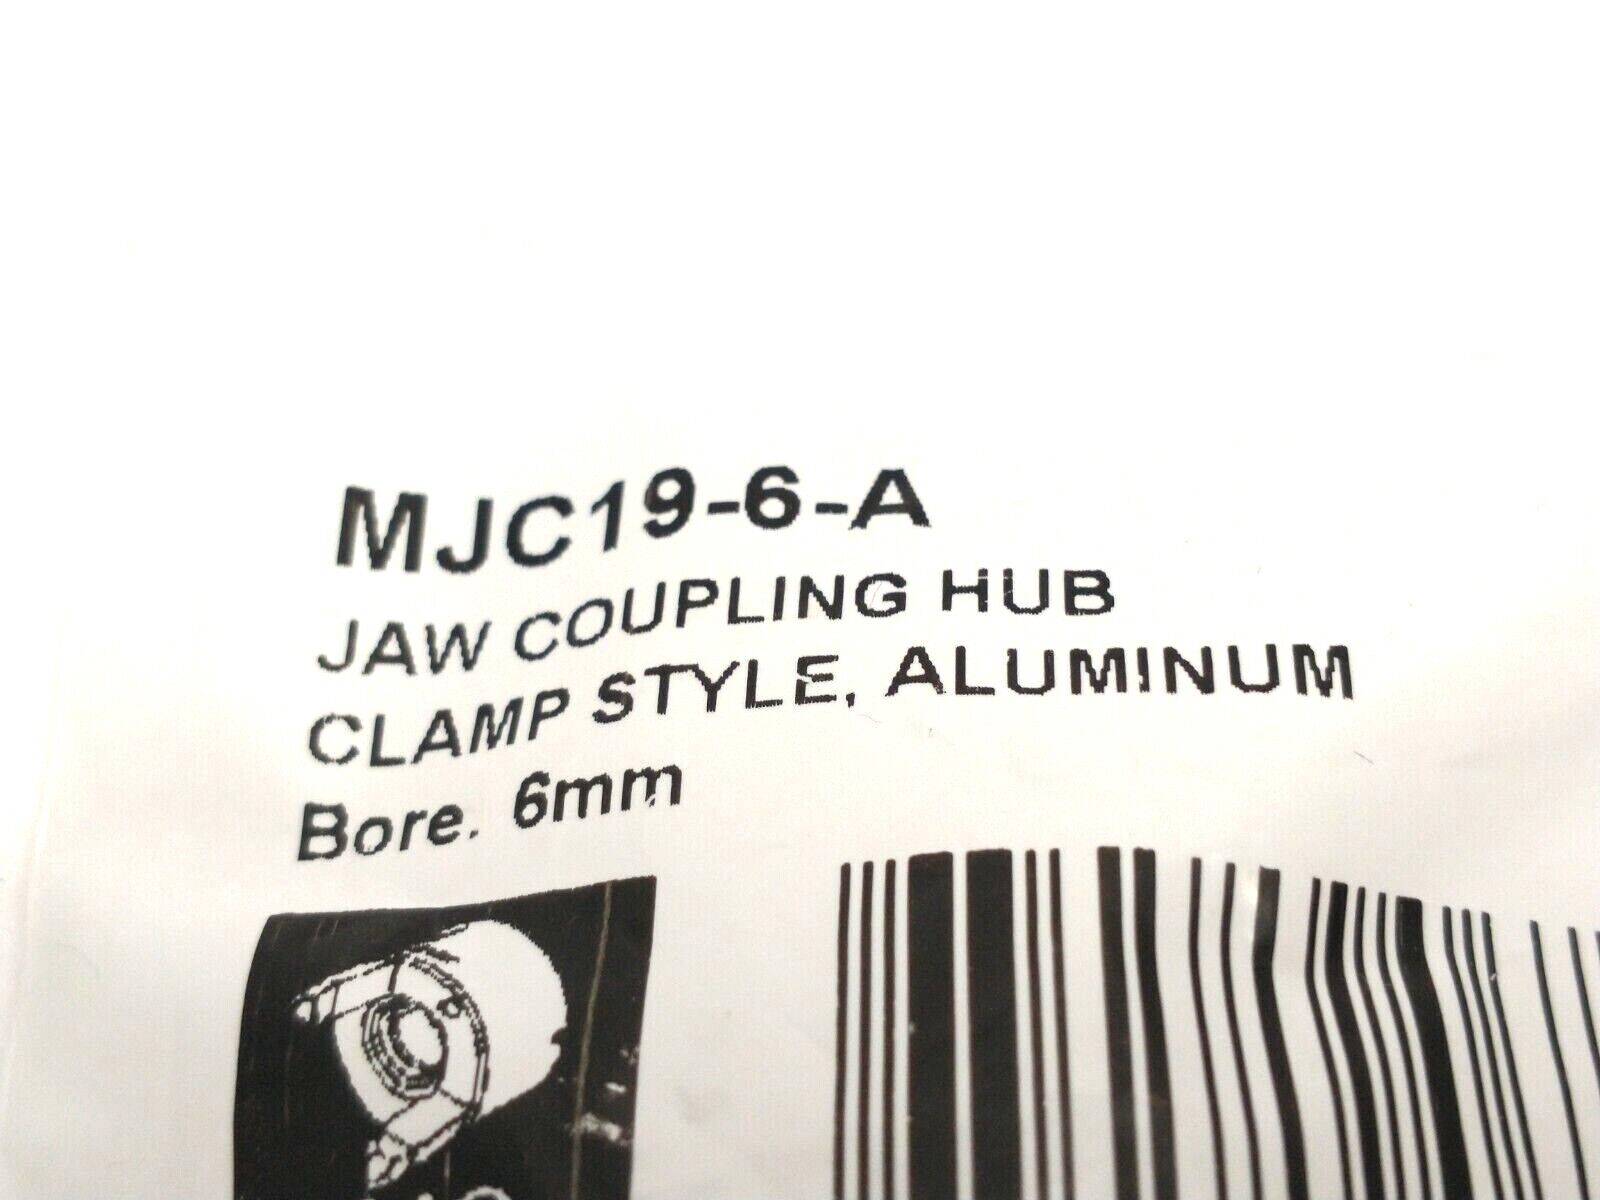 MJC19-6-A
JAW COUPLING HUB
CLAMP STYLE, ALUMINUM
Bore. 6mm